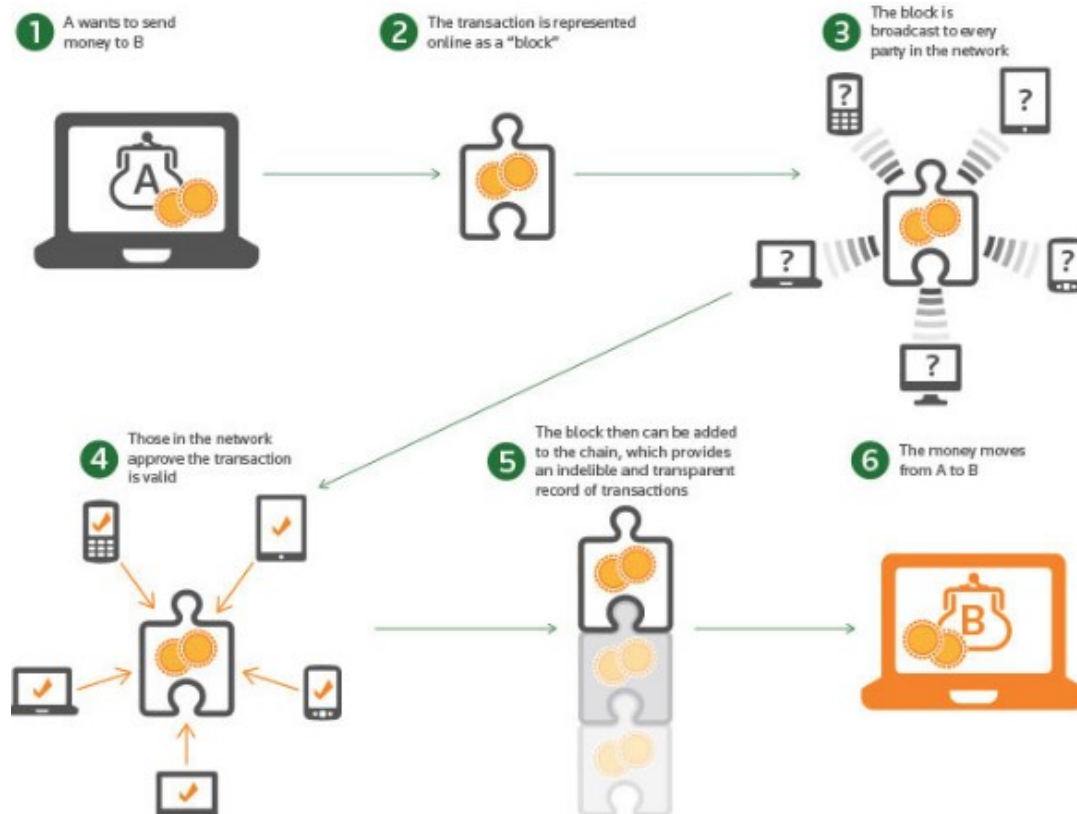 1 A wants to send
money to B
2 The transaction is represented
online as a “block”
3 The block is
broadcast to every
party in the network
A
?
?
?
?
?
4 Those in the network
approve the transaction
is valid
5 The block then can be added
to the chain, which provides
an indelible and transparent
record of transactions
6 The money moves
from A to B
B